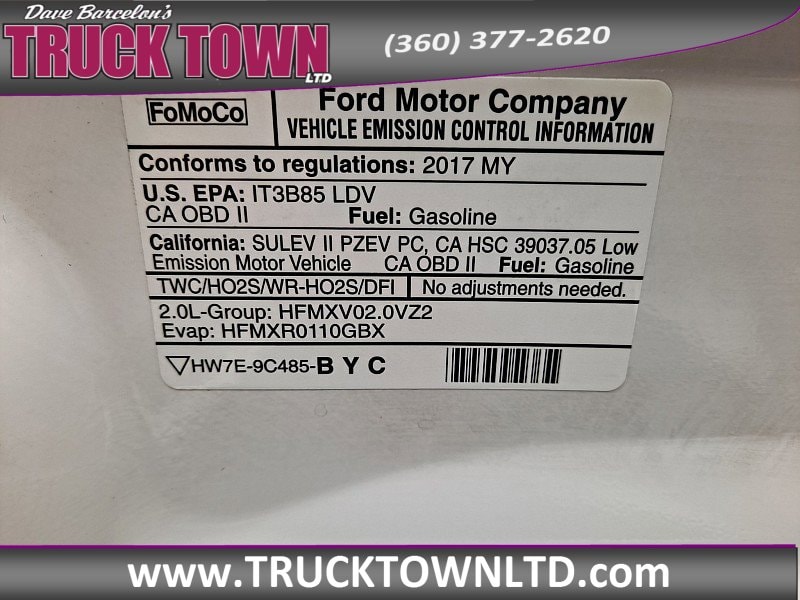 Dave Barcelon's
TRUCK TOWN
LTD
(360) 377-2620
FoMoCo
Ford Motor Company
VEHICLE EMISSION CONTROL INFORMATION
Conforms to regulations: 2017 MY
U.S. EPA: IT3B85 LDV
CA OBD II Fuel: Gasoline
California: SULEV II PZEV PC, CA HSC 39037.05 Low
Emission Motor Vehicle CA OBD II Fuel: Gasoline
TWC/HO2S/WR-HO2S/DFI No adjustments needed.
2.0L-Group: HFMXV02.0VZ2
Evap: HFMXR0110GBX
HW7E-9C485-B Y C
www.TRUCKTOWNLTD.com